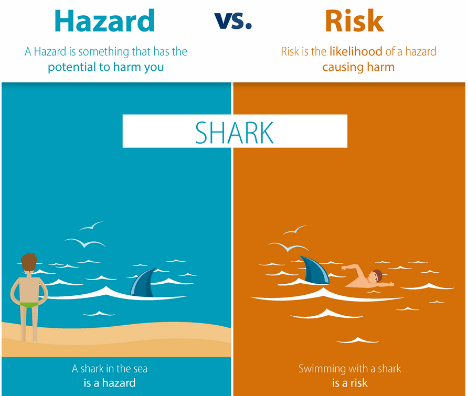 Hazard vs. Risk
A Hazard is something that has the
potential to harm you
Risk is the likelihood of a hazard
causing harm
SHARK
A shark in the sea
is a hazard
Swimming with a shark
is a risk